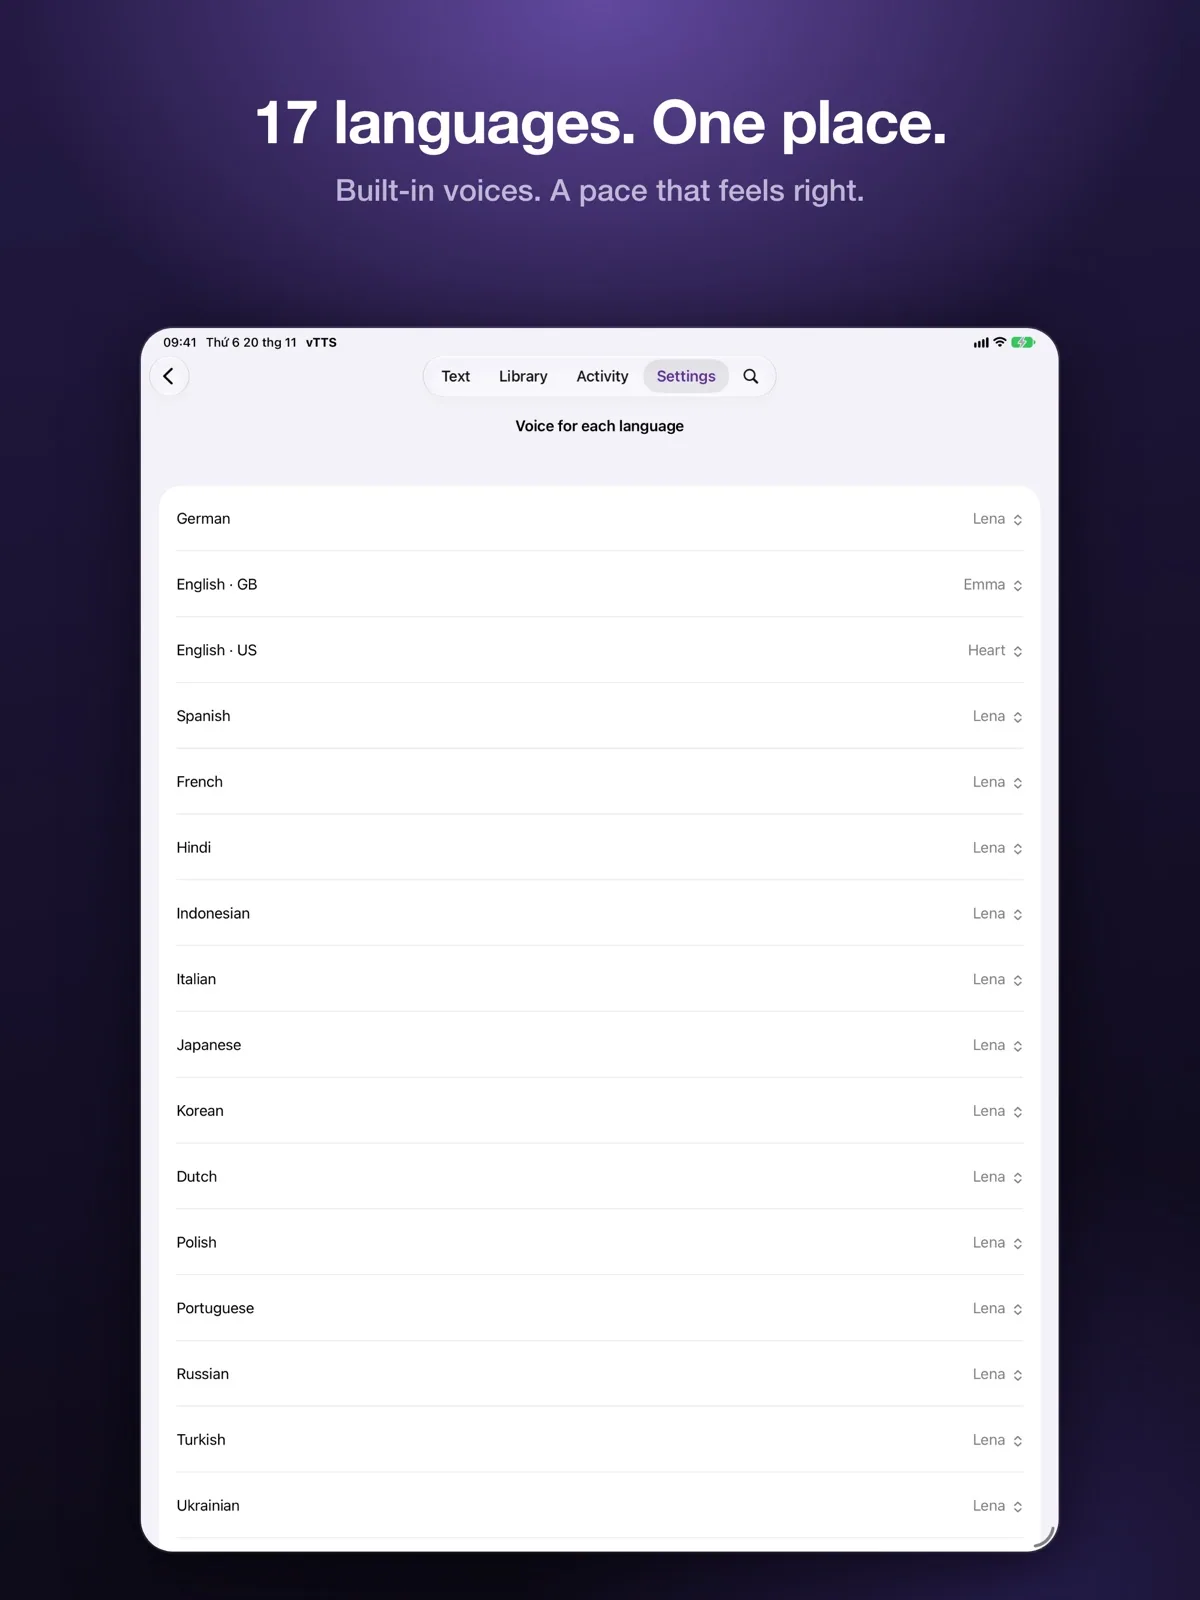 17 languages. One place.
Built-in voices. A pace that feels right.
09:41 Thứ 6 20 thg 11 vTTS
Text Library Activity Settings
Voice for each language
German Lena
English · GB Emma
English · US Heart
Spanish Lena
French Lena
Hindi Lena
Indonesian Lena
Italian Lena
Japanese Lena
Korean Lena
Dutch Lena
Polish Lena
Portuguese Lena
Russian Lena
Turkish Lena
Ukrainian Lena